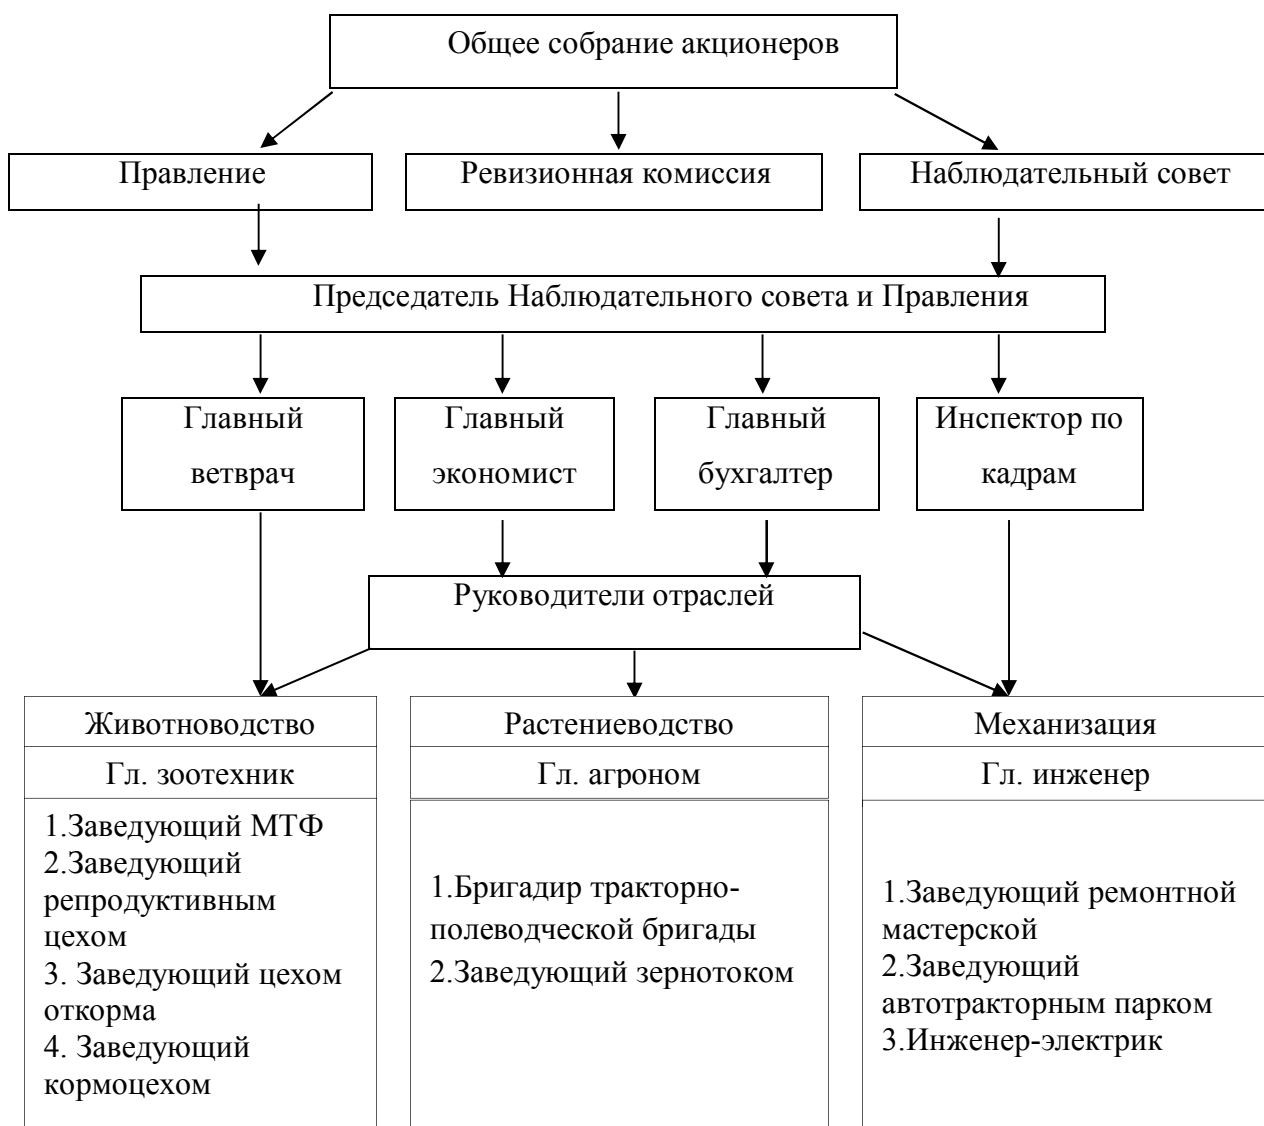 Общее собрание акционеров
Правление
Ревизионная комиссия
Наблюдательный совет
Председатель Наблюдательного совета и Правления
Главный
ветврач
Главный
экономист
Главный
бухгалтер
Инспектор по
кадрам
Руководители отраслей
Животноводство
Гл. зоотехник
1.Заведующий МТФ
2.Заведующий
репродуктивным
цехом
3. Заведующий цехом
откорма
4. Заведующий
кормоцехом
Растениеводство
Гл. агроном
1.Бригадир тракторно-
полеводческой бригады
2.Заведующий зернотоком
Механизация
Гл. инженер
1.Заведующий ремонтной
мастерской
2.Заведующий
автотракторным парком
3.Инженер-электрик